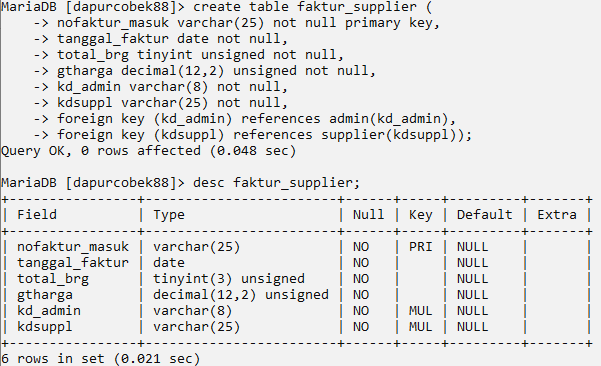 MariaDB [dapurcobek88]> create table faktur_supplier (
    -> nofaktur_masuk varchar(25) not null primary key,
    -> tanggal_faktur date not null,
    -> total_brg tinyint unsigned not null,
    -> gtharga decimal(12,2) unsigned not null,
    -> kd_admin varchar(8) not null,
    -> kdsuppl varchar(25) not null,
    -> foreign key (kd_admin) references admin(kd_admin),
    -> foreign key (kdsuppl) references supplier(kdsuppl));
Query OK, 0 rows affected (0.048 sec)

MariaDB [dapurcobek88]> desc faktur_supplier;
+----------------+------------------------+------+-----+---------+-------+
| Field          | Type                   | Null | Key | Default | Extra |
+----------------+------------------------+------+-----+---------+-------+
| nofaktur_masuk | varchar(25)            | NO   | PRI | NULL    |       |
| tanggal_faktur | date                   | NO   |     | NULL    |       |
| total_brg      | tinyint(3) unsigned    | NO   |     | NULL    |       |
| gtharga        | decimal(12,2) unsigned | NO   |     | NULL    |       |
| kd_admin       | varchar(8)             | NO   | MUL | NULL    |       |
| kdsuppl        | varchar(25)            | NO   | MUL | NULL    |       |
+----------------+------------------------+------+-----+---------+-------+
6 rows in set (0.021 sec)